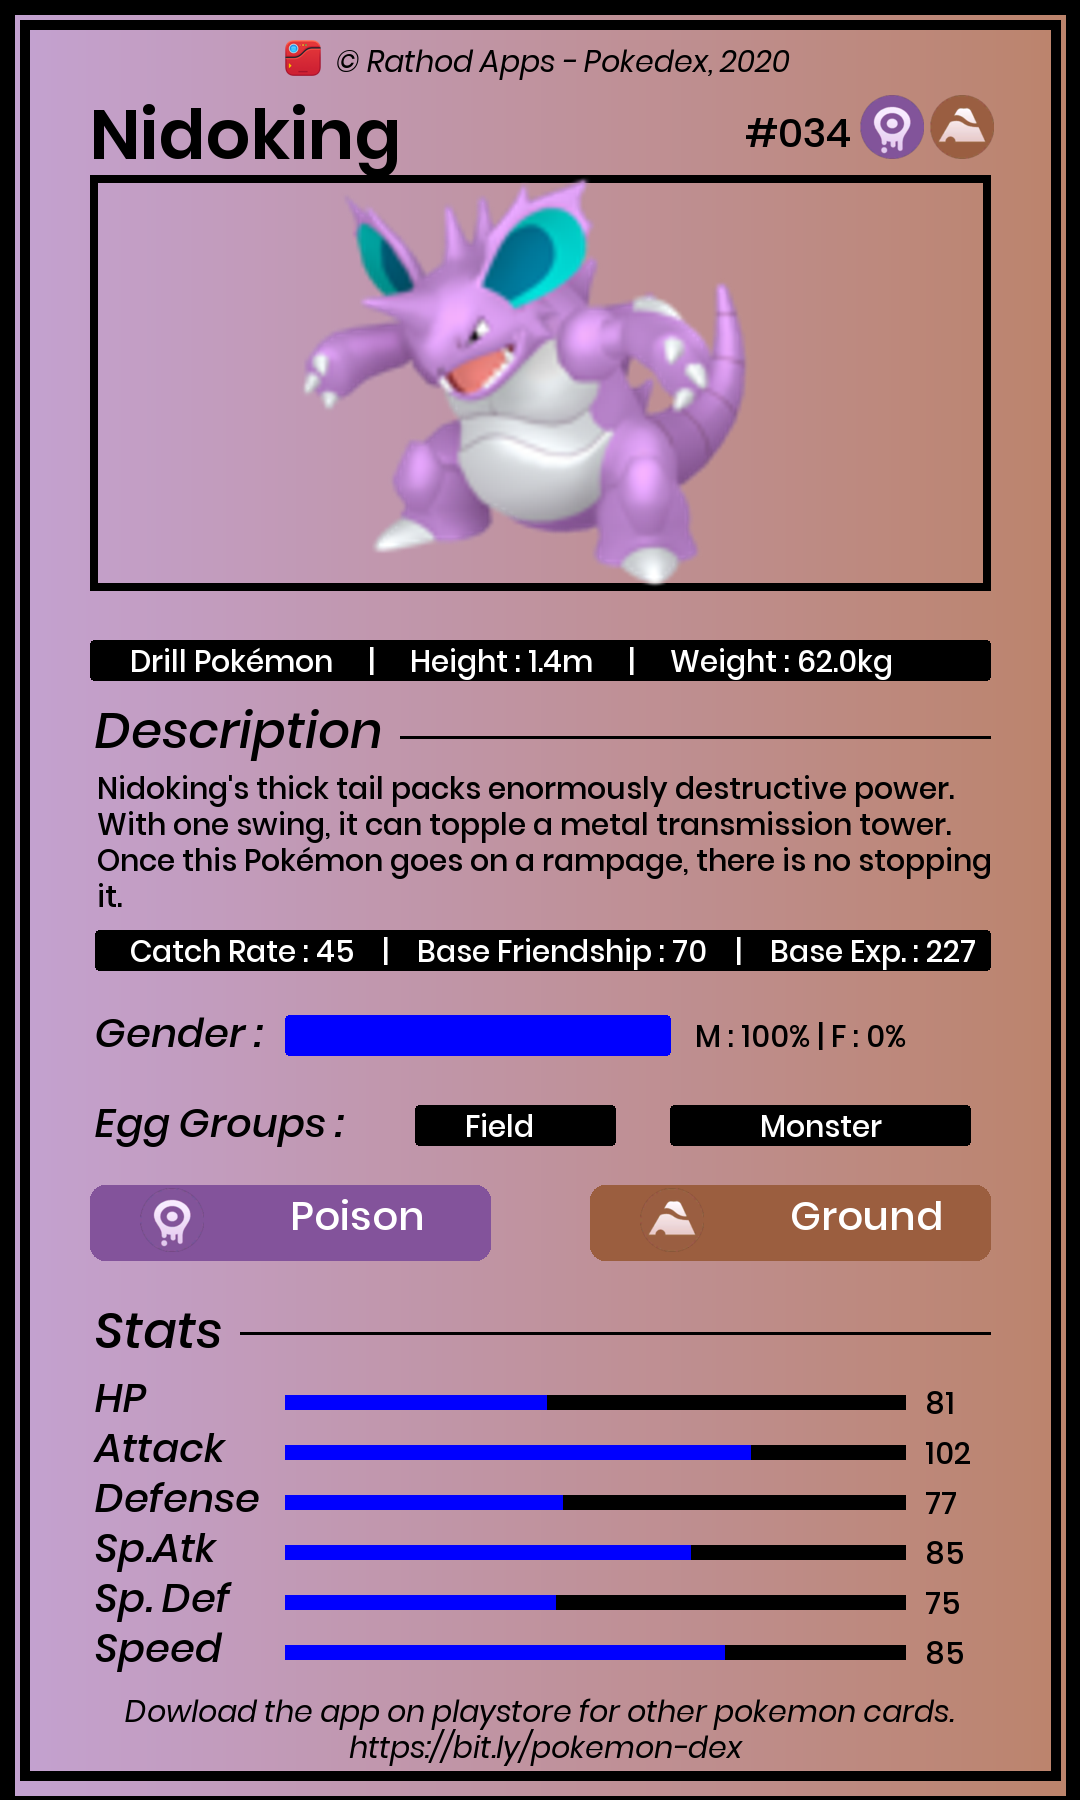 © Rathod Apps - Pokedex, 2020
Nidoking #034
Drill Pokémon | Height : 1.4m | Weight : 62.0kg
Description
Nidoking's thick tail packs enormously destructive power.
With one swing, it can topple a metal transmission tower.
Once this Pokémon goes on a rampage, there is no stopping
it.
Catch Rate : 45 | Base Friendship : 70 | Base Exp. : 227
Gender : M : 100% | F : 0%
Egg Groups : Field Monster
Poison Ground
Stats
HP 81
Attack 102
Defense 77
Sp.Atk 85
Sp. Def 75
Speed 85
Dowload the app on playstore for other pokemon cards.
https://bit.ly/pokemon-dex